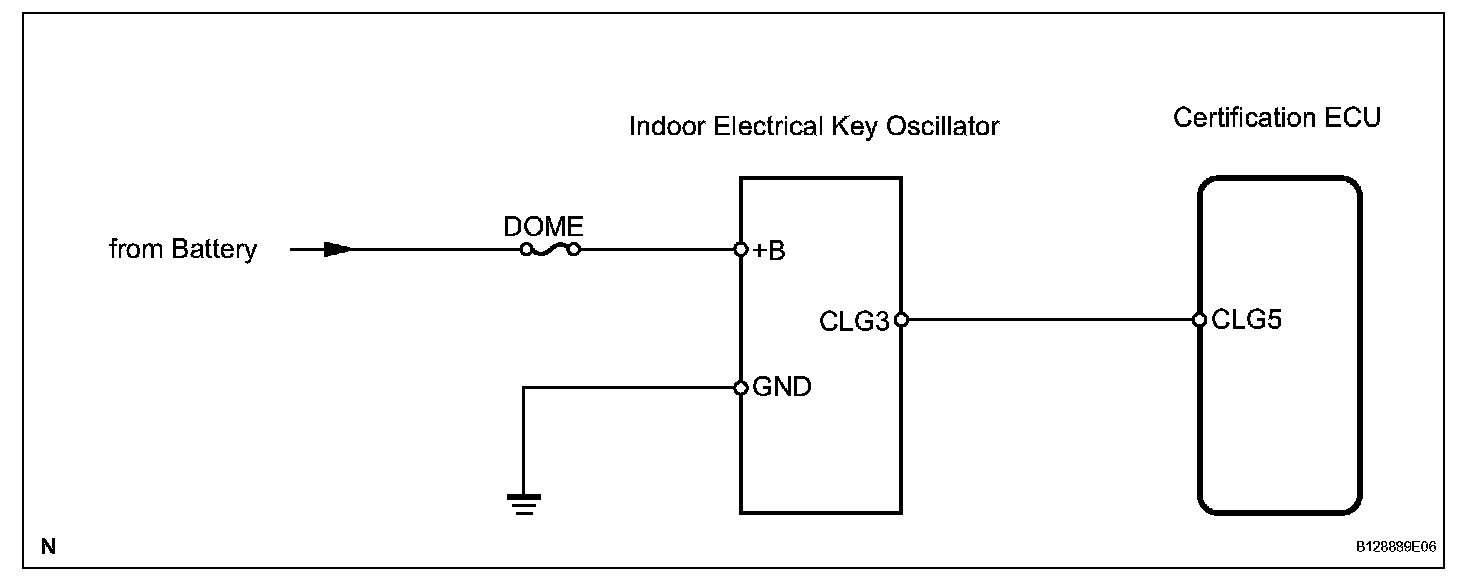 Indoor Electrical Key Oscillator
Certification ECU
from Battery
DOME
+B
CLG3
CLG5
GND
N
B128889E06